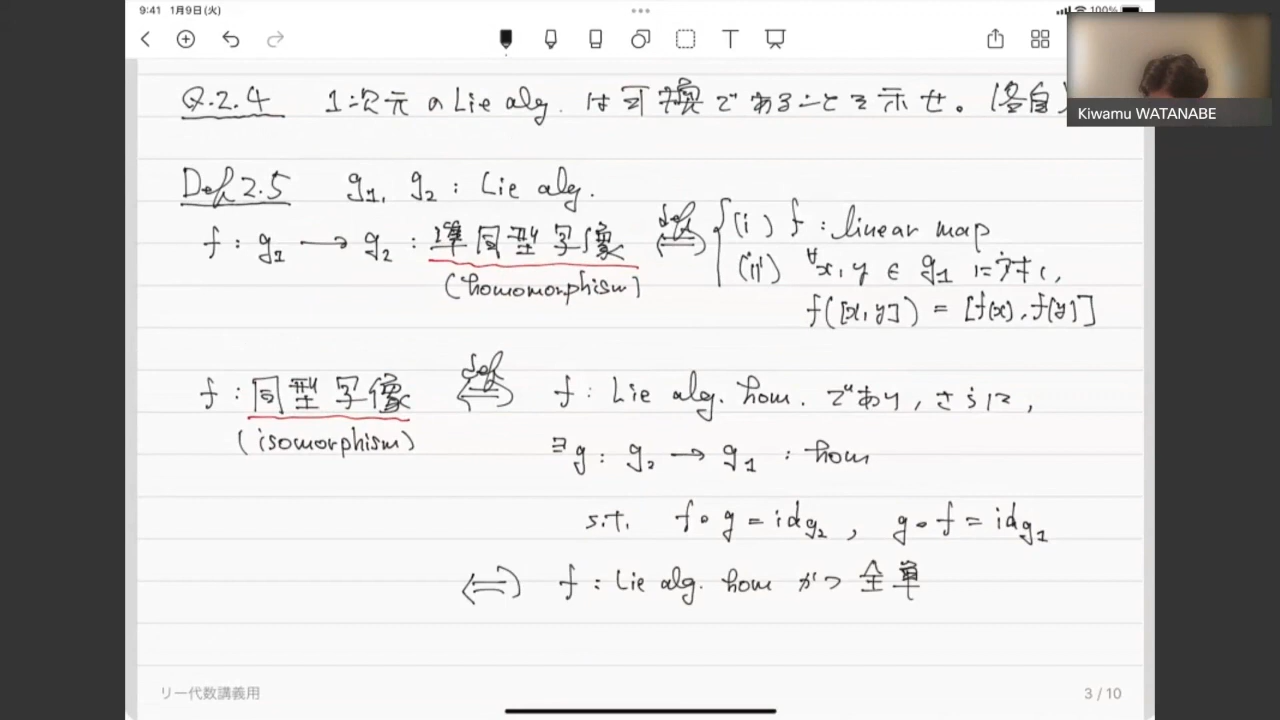 9:41 1月9日(火)
100%
Kiwamu WATANABE
Q.2.4 1次元のLie alg. は可換であることを示せ。(各自)
Def 2.5 g₁, g₂ : Lie alg.
f : g₁ → g₂ : 準同型写像 ⇔ def { (i) f : linear map
(homomorphism) (ii) ∀x, y ∈ g₁ に対し,
f([x, y]) = [f(x), f(y)]
f : 同型写像 ⇔ def f : Lie alg. hom. であり, さらに,
(isomorphism) ∃g : g₂ → g₁ : hom
s.t. f∘g = id_g₂ , g∘f = id_g₁
⇔ f : Lie alg. hom かつ 全単
リー代数講義用
3 / 10